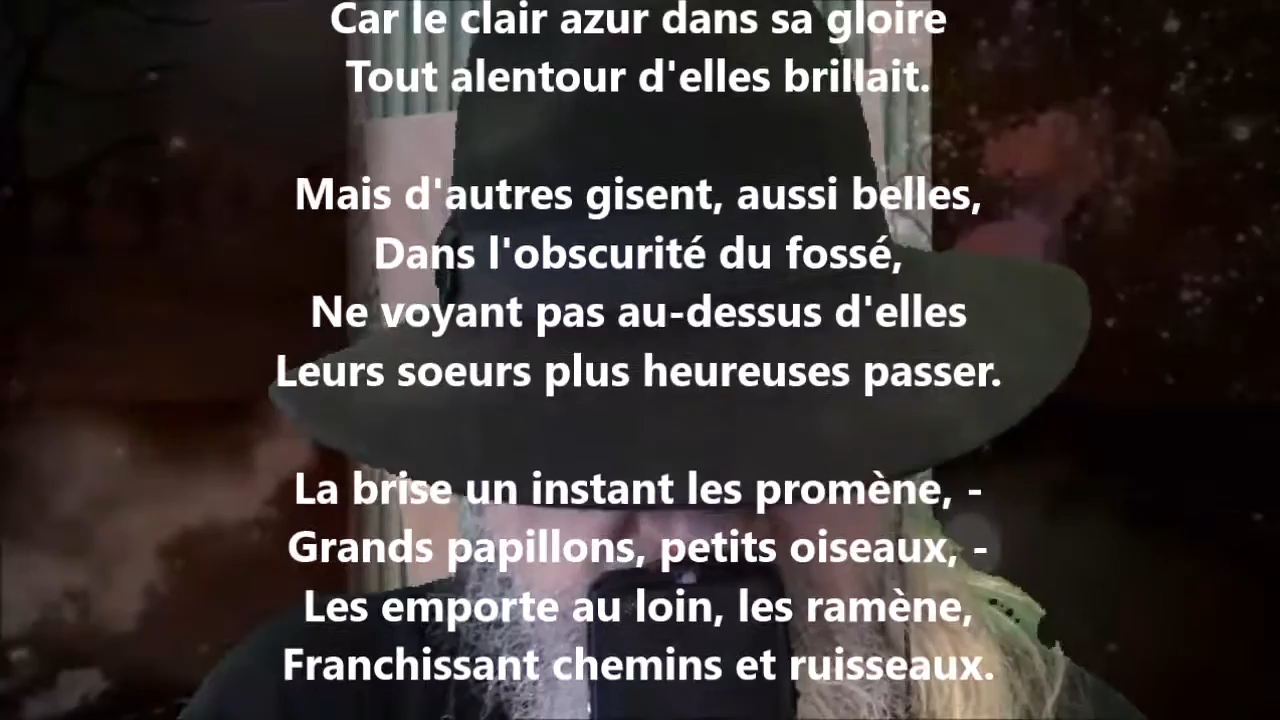 Car le clair azur dans sa gloire
Tout alentour d'elles brillait.
Mais d'autres gisent, aussi belles,
Dans l'obscurité du fossé,
Ne voyant pas au-dessus d'elles
Leurs soeurs plus heureuses passer.
La brise un instant les promène, -
Grands papillons, petits oiseaux, -
Les emporte au loin, les ramène,
Franchissant chemins et ruisseaux.